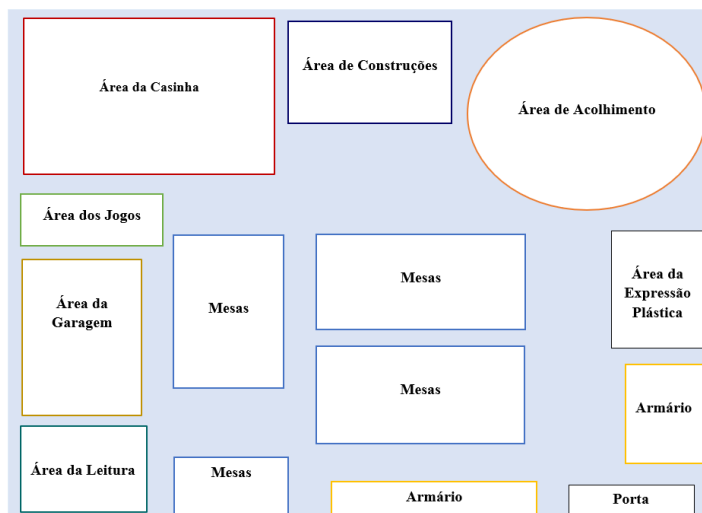 Área da Casinha
Área de Construções
Área de Acolhimento
Área dos Jogos
Área da
Garagem
Mesas
Mesas
Área da
Expressão
Plástica
Mesas
Armário
Área da Leitura
Mesas
Armário
Porta